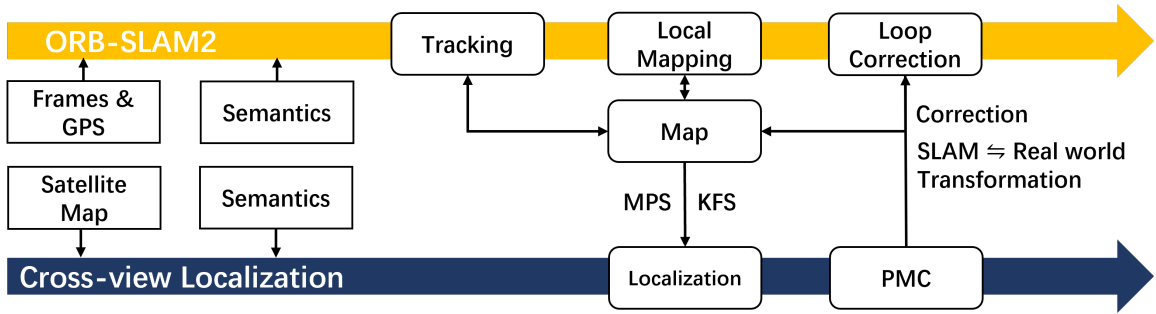 ORB-SLAM2
Tracking
Local
Mapping
Loop
Correction
Frames &
GPS
Semantics
Map
Correction
SLAM ⇋ Real world
Transformation
Satellite
Map
Semantics
MPS
KFS
Cross-view Localization
Localization
PMC